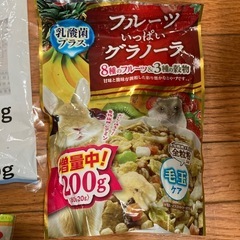 乳酸菌
プラス
フルーツ
いっぱい
グラノーラ
8種のフルーツ&3種の穀物
増量中!
200g
毛玉
ケア
0g